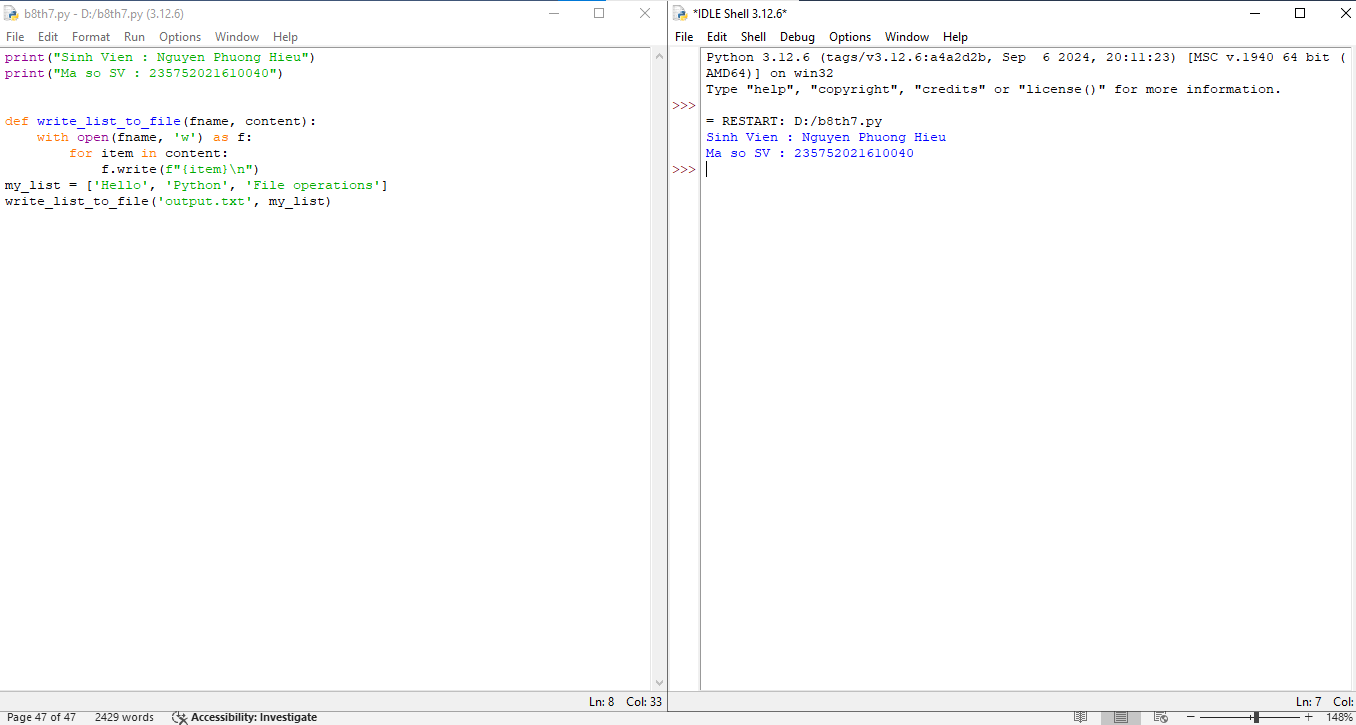 b8th7.py - D:/b8th7.py (3.12.6)
File Edit Format Run Options Window Help
print("Sinh Vien : Nguyen Phuong Hieu")
print("Ma so SV : 235752021610040")
def write_list_to_file(fname, content):
    with open(fname, 'w') as f:
        for item in content:
            f.write(f"{item}\n")
my_list = ['Hello', 'Python', 'File operations']
write_list_to_file('output.txt', my_list)
Ln: 8 Col: 33
*IDLE Shell 3.12.6*
File Edit Shell Debug Options Window Help
Python 3.12.6 (tags/v3.12.6:a4a2d2b, Sep  6 2024, 20:11:23) [MSC v.1940 64 bit (
AMD64)] on win32
Type "help", "copyright", "credits" or "license()" for more information.
>>>
= RESTART: D:/b8th7.py
Sinh Vien : Nguyen Phuong Hieu
Ma so SV : 235752021610040
>>>
Ln: 7 Col:
Page 47 of 47 2429 words Accessibility: Investigate 148%